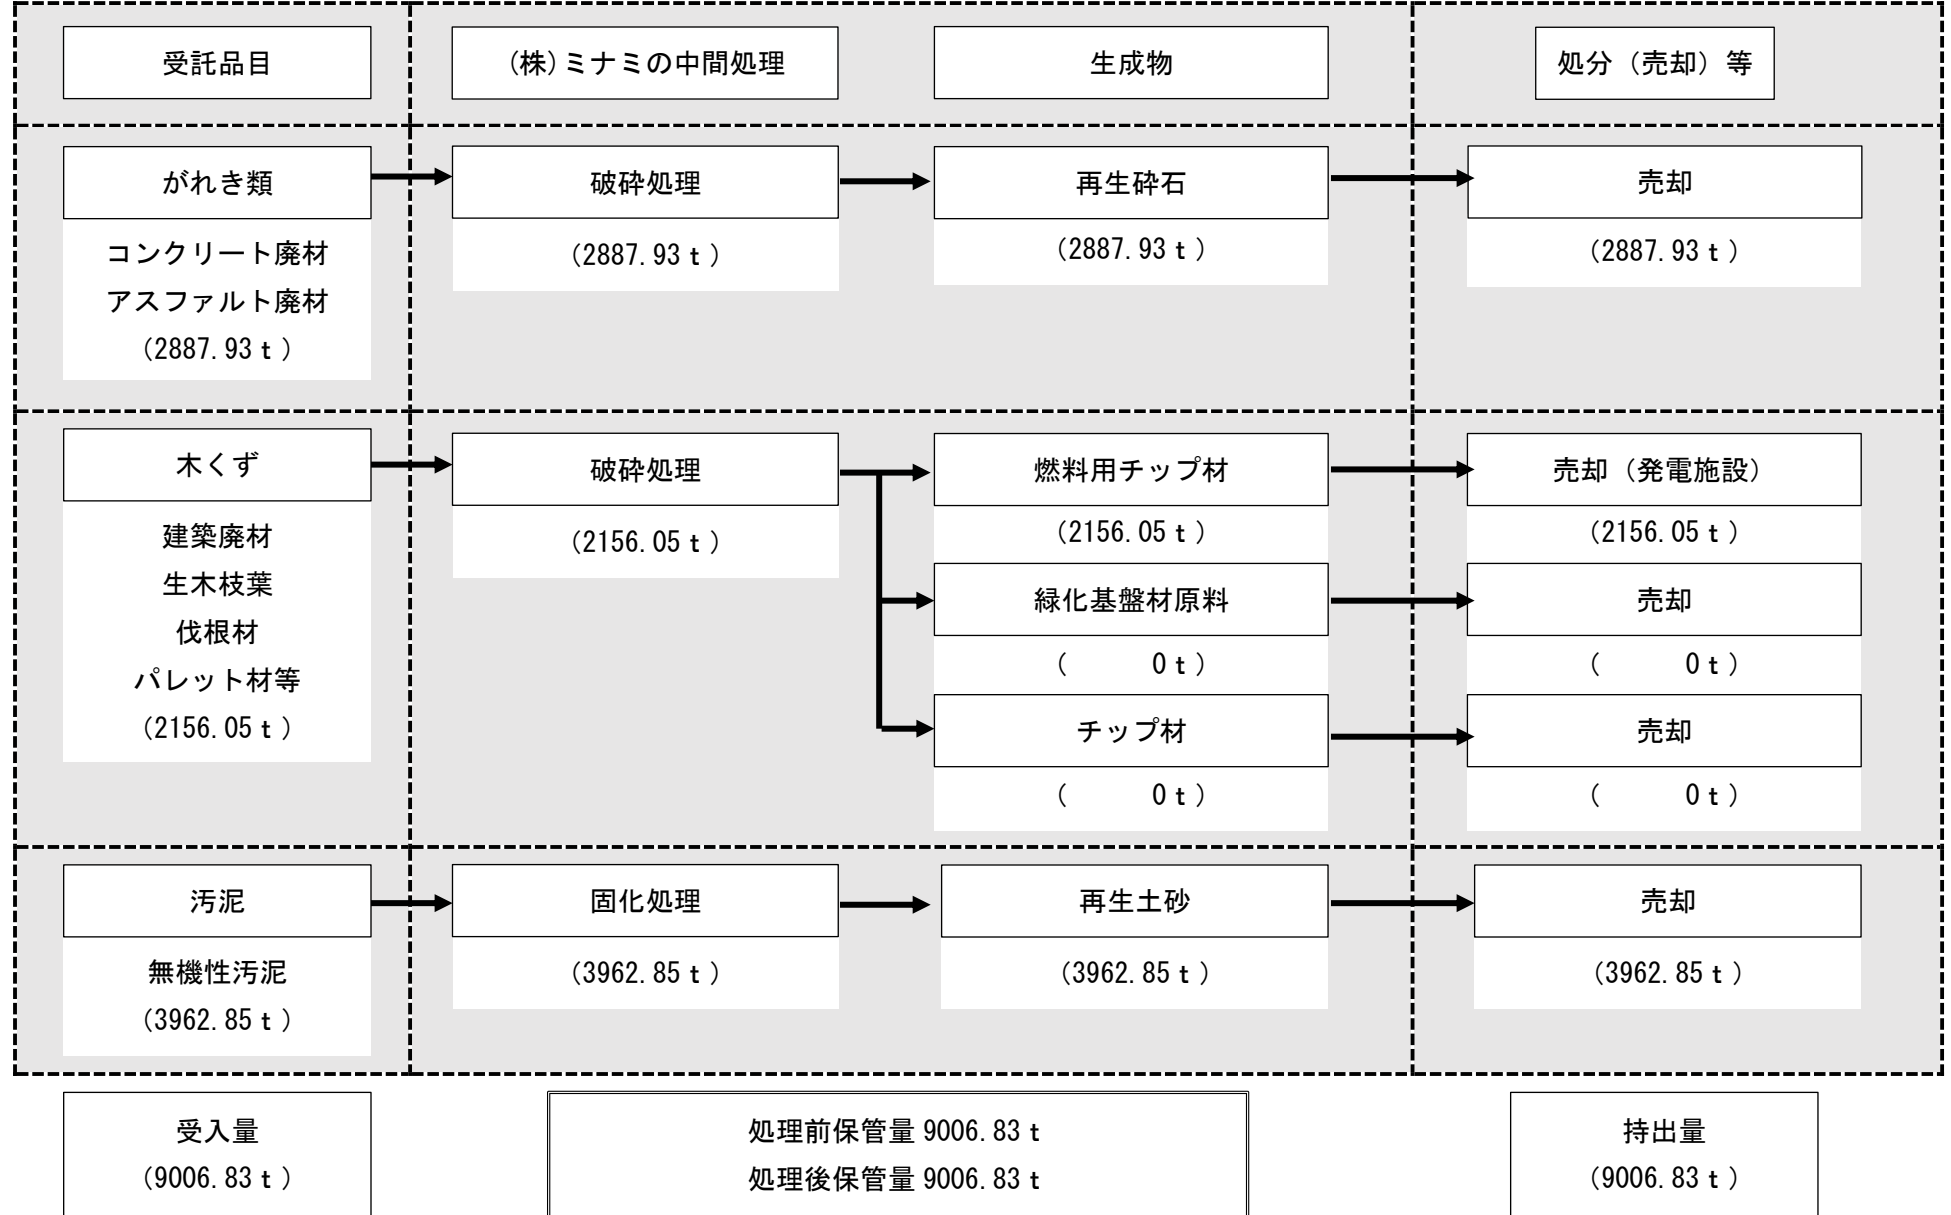 受託品目
(株)ミナミの中間処理
生成物
処分（売却）等
がれき類
コンクリート廃材
アスファルト廃材
（2887.93ｔ）
破砕処理
（2887.93ｔ）
再生砕石
（2887.93ｔ）
売却
（2887.93ｔ）
木くず
建築廃材
生木枝葉
伐根材
パレット材等
（2156.05ｔ）
破砕処理
（2156.05ｔ）
燃料用チップ材
（2156.05ｔ）
売却（発電施設）
（2156.05ｔ）
緑化基盤材原料
（　　　0ｔ）
売却
（　　　0ｔ）
チップ材
（　　　0ｔ）
売却
（　　　0ｔ）
汚泥
無機性汚泥
（3962.85ｔ）
固化処理
（3962.85ｔ）
再生土砂
（3962.85ｔ）
売却
（3962.85ｔ）
受入量
（9006.83ｔ）
処理前保管量 9006.83ｔ
処理後保管量 9006.83ｔ
持出量
（9006.83ｔ）